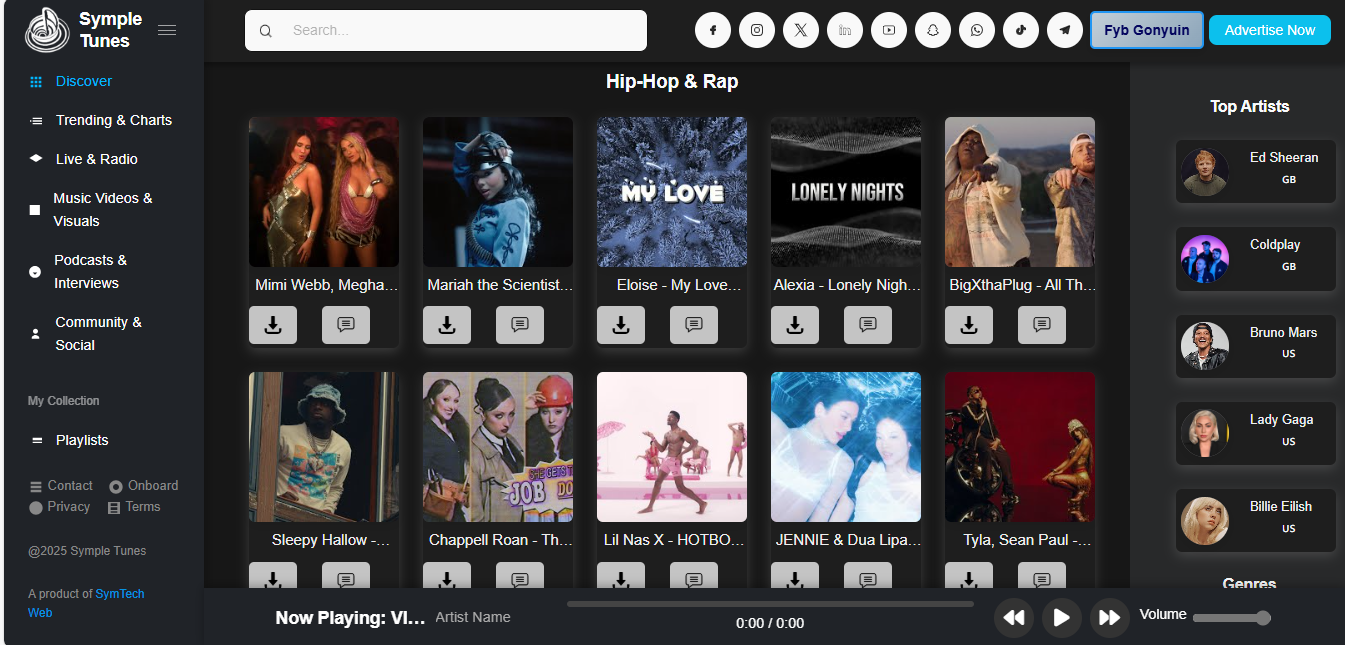 Symple
Tunes
Search...
Fyb Gonyuin
Advertise Now
Discover
Trending & Charts
Live & Radio
Music Videos &
Visuals
Podcasts &
Interviews
Community &
Social
My Collection
Playlists
Contact
Onboard
Privacy
Terms
@2025 Symple Tunes
A product of SymTech
Web
Hip-Hop & Rap
MY LOVE
LONELY NIGHTS
Mimi Webb, Megha...
Mariah the Scientist...
Eloise - My Love...
Alexia - Lonely Nigh...
BigXthaPlug - All Th...
SHE GETS T
JOB DO
Sleepy Hallow -...
Chappell Roan - Th...
Lil Nas X - HOTBO...
JENNIE & Dua Lipa...
Tyla, Sean Paul -...
Top Artists
Ed Sheeran
GB
Coldplay
GB
Bruno Mars
US
Lady Gaga
US
Billie Eilish
US
Genres
Now Playing: VI...
Artist Name
0:00 / 0:00
Volume